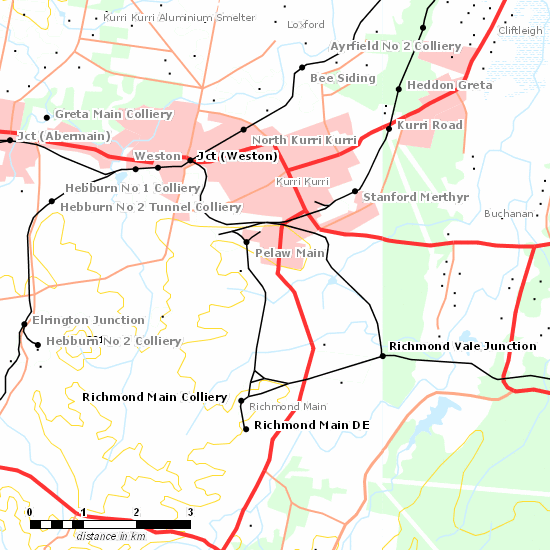 Kurri Kurri Aluminium Smelter
Loxford
Cliftleigh
Ayrfield No 2 Colliery
Bee Siding
Heddon Greta
Greta Main Colliery
Kurri Road
Jct (Abermain)
North Kurri Kurri
Weston
Jct (Weston)
Kurri Kurri
Hebburn No 1 Colliery
Stanford Merthyr
Hebburn No 2 Tunnel Colliery
Buchanan
Pelaw Main
Elrington Junction
Hebburn No 2 Colliery
Richmond Vale Junction
Richmond Main Colliery
Richmond Main
Richmond Main DE
0 1 2 3
distance in km